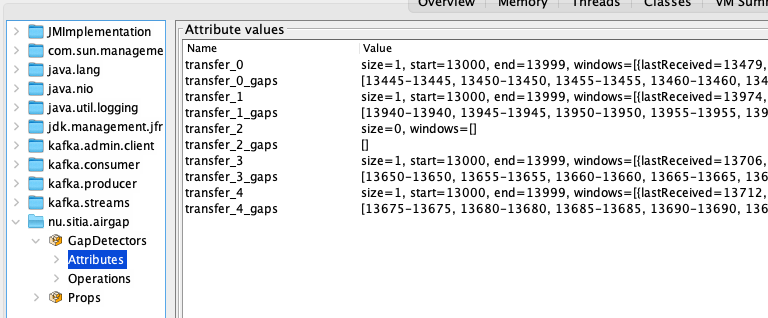 Overview Memory Threads Classes VM Summ
Attribute values
JMImplementation
com.sun.manageme
java.lang
java.nio
java.util.logging
jdk.management.jfr
kafka.admin.client
kafka.consumer
kafka.producer
kafka.streams
nu.sitia.airgap
GapDetectors
Attributes
Operations
Props
Name Value
transfer_0 size=1, start=13000, end=13999, windows=[{lastReceived=13479,
transfer_0_gaps [13445-13445, 13450-13450, 13455-13455, 13460-13460, 134
transfer_1 size=1, start=13000, end=13999, windows=[{lastReceived=13974,
transfer_1_gaps [13940-13940, 13945-13945, 13950-13950, 13955-13955, 139
transfer_2 size=0, windows=[]
transfer_2_gaps []
transfer_3 size=1, start=13000, end=13999, windows=[{lastReceived=13706,
transfer_3_gaps [13650-13650, 13655-13655, 13660-13660, 13665-13665, 136
transfer_4 size=1, start=13000, end=13999, windows=[{lastReceived=13712,
transfer_4_gaps [13675-13675, 13680-13680, 13685-13685, 13690-13690, 136